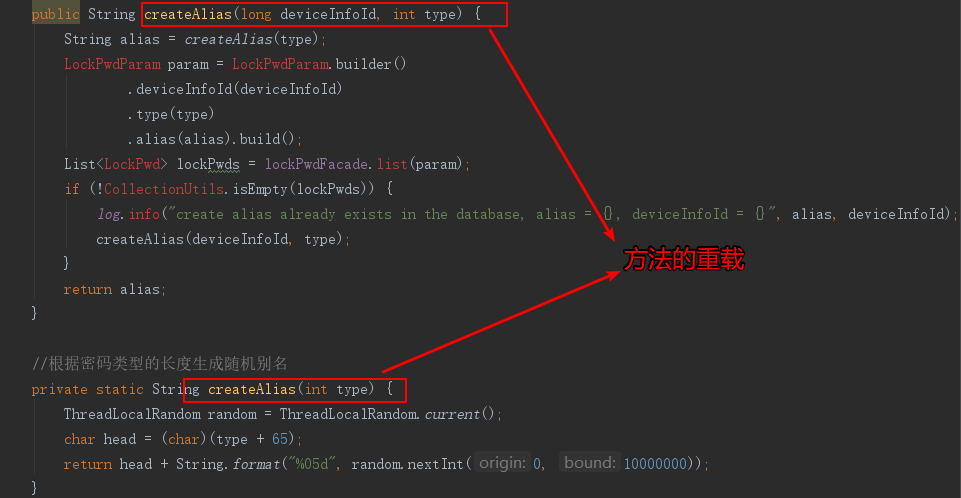 public String createAlias(long deviceInfoId, int type) {
String alias = createAlias(type);
LockPwdParam param = LockPwdParam.builder()
.deviceInfoId(deviceInfoId)
.type(type)
.alias(alias).build();
List<LockPwd> lockPwds = lockPwdFacade.list(param);
if (!CollectionUtils.isEmpty(lockPwds)) {
log.info("create alias already exists in the database, alias = {}, deviceInfoId = {}", alias, deviceInfoId);
createAlias(deviceInfoId, type);
}
方法的重载
return alias;
}
//根据密码类型的长度生成随机别名
private static String createAlias(int type) {
ThreadLocalRandom random = ThreadLocalRandom.current();
char head = (char)(type + 65);
return head + String.format("%05d", random.nextInt( origin: 0, bound: 10000000));
}